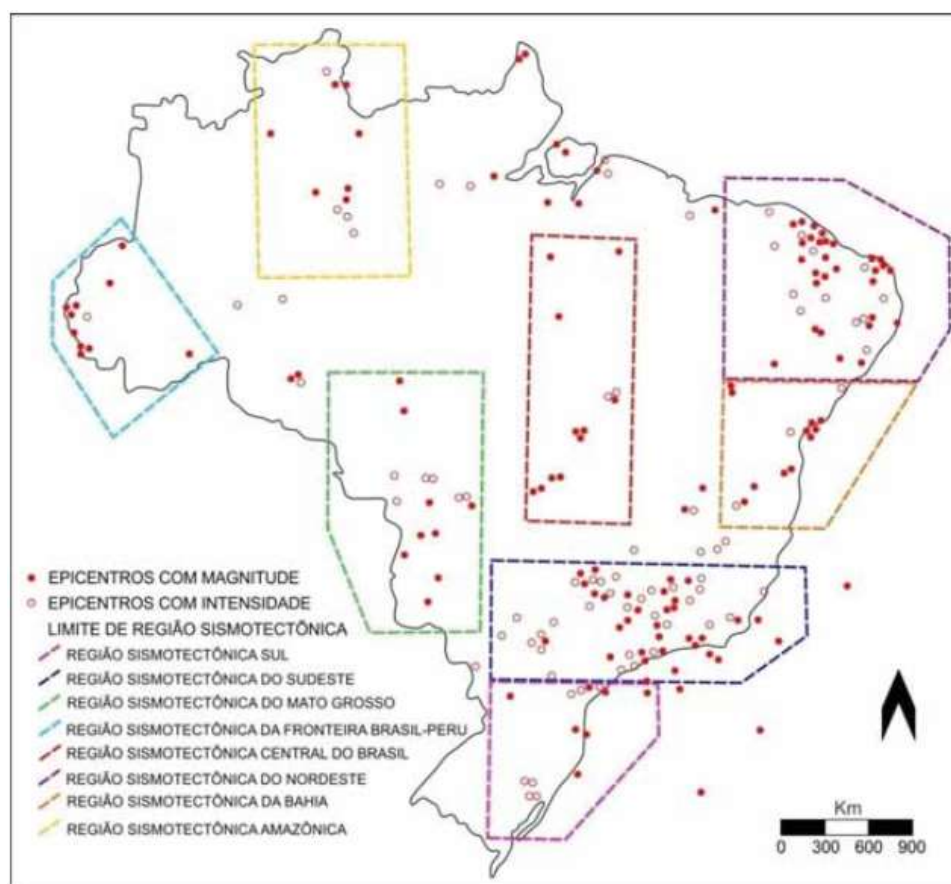 EPICENTROS COM MAGNITUDE
EPICENTROS COM INTENSIDADE
LIMITE DE REGIÃO SISMOTECTÔNICA
REGIÃO SISMOTECTÔNICA SUL
REGIÃO SISMOTECTÔNICA DO SUDESTE
REGIÃO SISMOTECTÔNICA DO MATO GROSSO
REGIÃO SISMOTECTÔNICA DA FRONTEIRA BRASIL-PERU
REGIÃO SISMOTECTÔNICA CENTRAL DO BRASIL
REGIÃO SISMOTECTÔNICA DO NORDESTE
REGIÃO SISMOTECTÔNICA DA BAHIA
REGIÃO SISMOTECTÔNICA AMAZÔNICA
Km
0 300 600 900